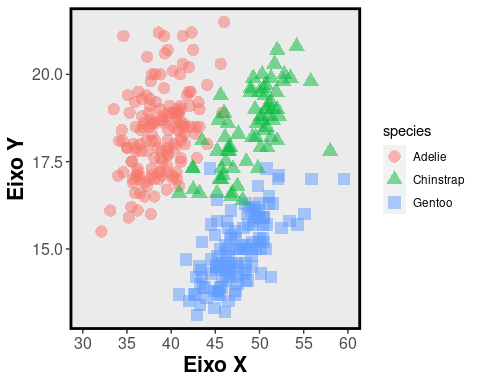 20.0
17.5
15.0
Eixo Y
30 35 40 45 50 55 60
Eixo X
species
Adelie
Chinstrap
Gentoo